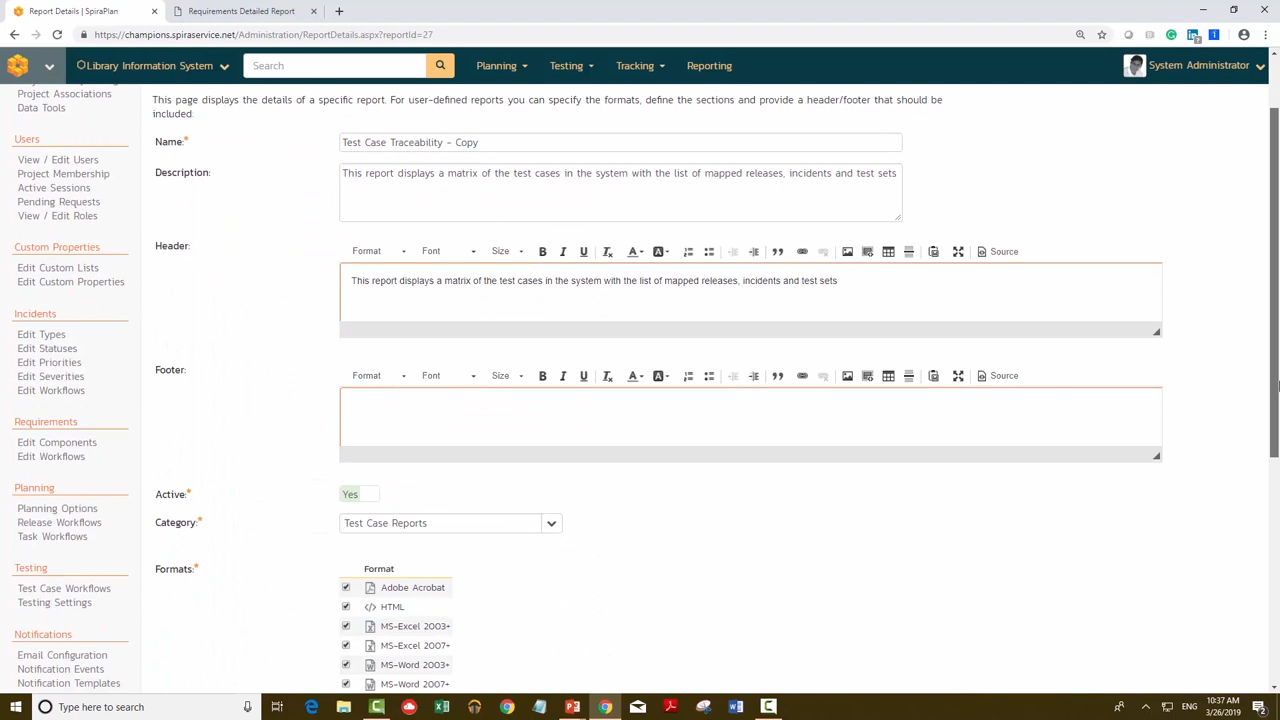 Report Details | SpiraPlan
Requirements Detailed Report
https://champions.spiraservice.net/Administration/ReportDetails.aspx?reportId=27
Library Information System
Search
Planning
Testing
Tracking
Reporting
System Administrator
Project Associations
Data Tools
Users
View / Edit Users
Project Membership
Active Sessions
Pending Requests
View / Edit Roles
Custom Properties
Edit Custom Lists
Edit Custom Properties
Incidents
Edit Types
Edit Statuses
Edit Priorities
Edit Severities
Edit Workflows
Requirements
Edit Components
Edit Workflows
Planning
Planning Options
Release Workflows
Task Workflows
Testing
Test Case Workflows
Testing Settings
Notifications
Email Configuration
Notification Events
Notification Templates
This page displays the details of a specific report. For user-defined reports you can specify the formats, define the sections and provide a header/footer that should be
included.
Name:*
Test Case Traceability - Copy
Description:
This report displays a matrix of the test cases in the system with the list of mapped releases, incidents and test sets
Header:
Format Font Size B I U Tx A A Source
This report displays a matrix of the test cases in the system with the list of mapped releases, incidents and test sets
Footer:
Format Font Size B I U Tx A A Source
Active:*
Yes
Category:*
Test Case Reports
Formats:*
Format
Adobe Acrobat
HTML
MS-Excel 2003+
MS-Excel 2007+
MS-Word 2003+
MS-Word 2007+
Type here to search
10:37 AM
3/26/2019